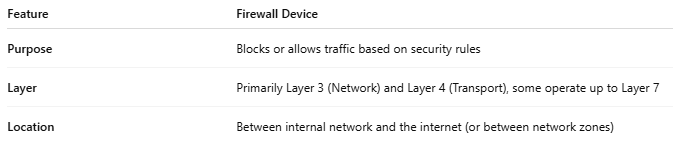 Feature Firewall Device
Purpose Blocks or allows traffic based on security rules
Layer Primarily Layer 3 (Network) and Layer 4 (Transport), some operate up to Layer 7
Location Between internal network and the internet (or between network zones)